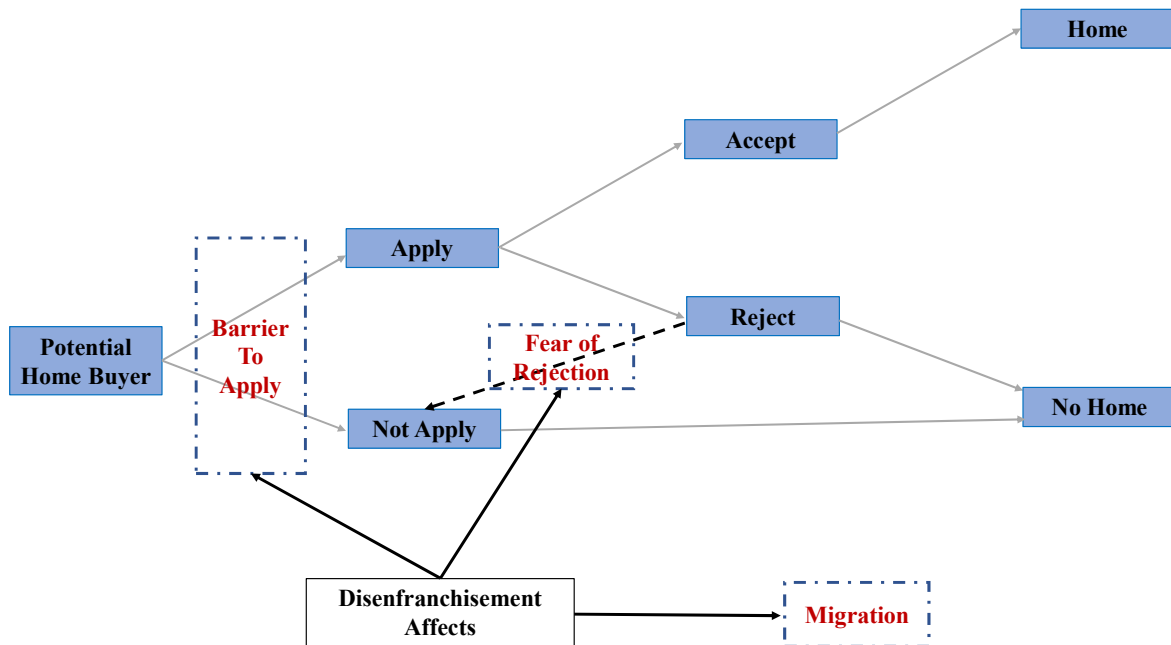 Home
Accept
Apply
Reject
Barrier
To
Apply
Fear of
Rejection
Potential
Home Buyer
Not Apply
No Home
Disenfranchisement
Affects
Migration